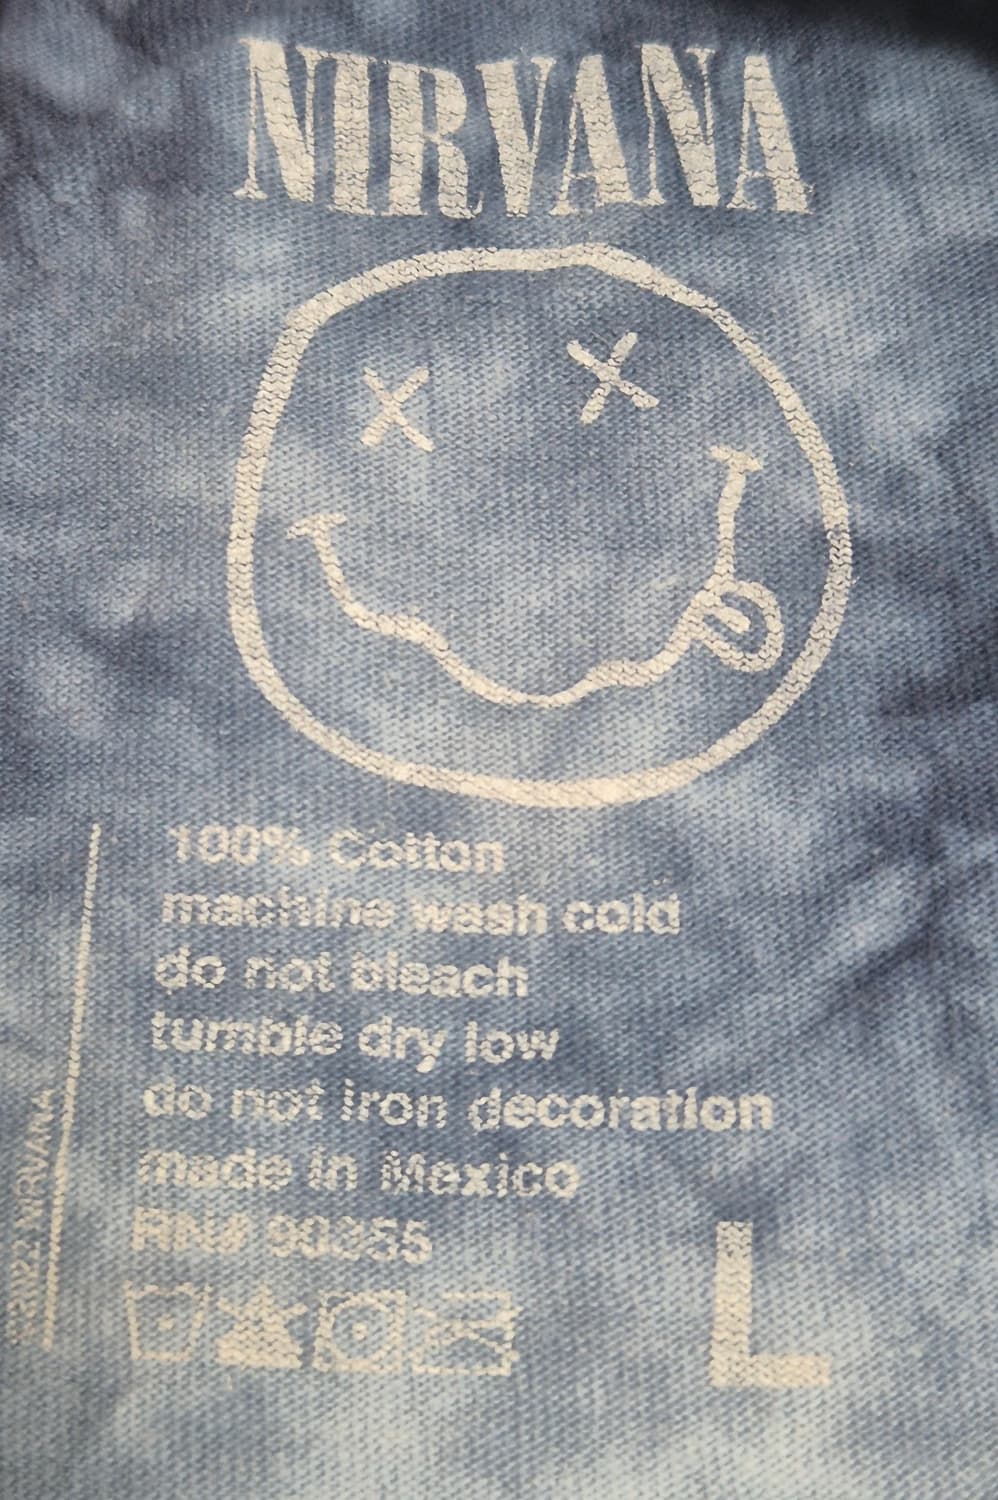 NIRVANA
100% Cotton
machine wash cold
do not bleach
tumble dry low
do not iron decoration
made in Mexico
RN# 90355
L
©2022 NIRVANA